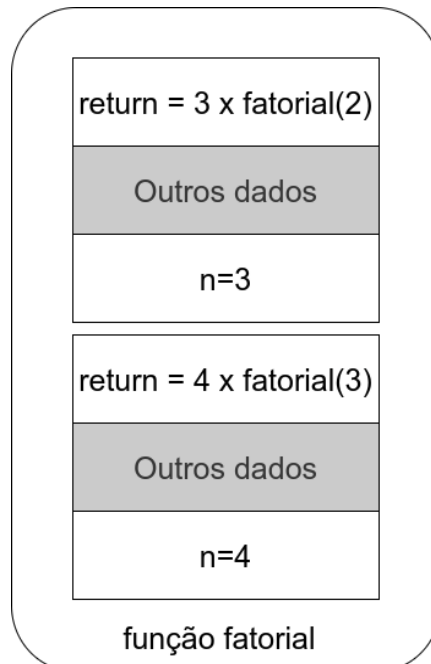 return = 3 x fatorial(2)
Outros dados
n=3
return = 4 x fatorial(3)
Outros dados
n=4
função fatorial